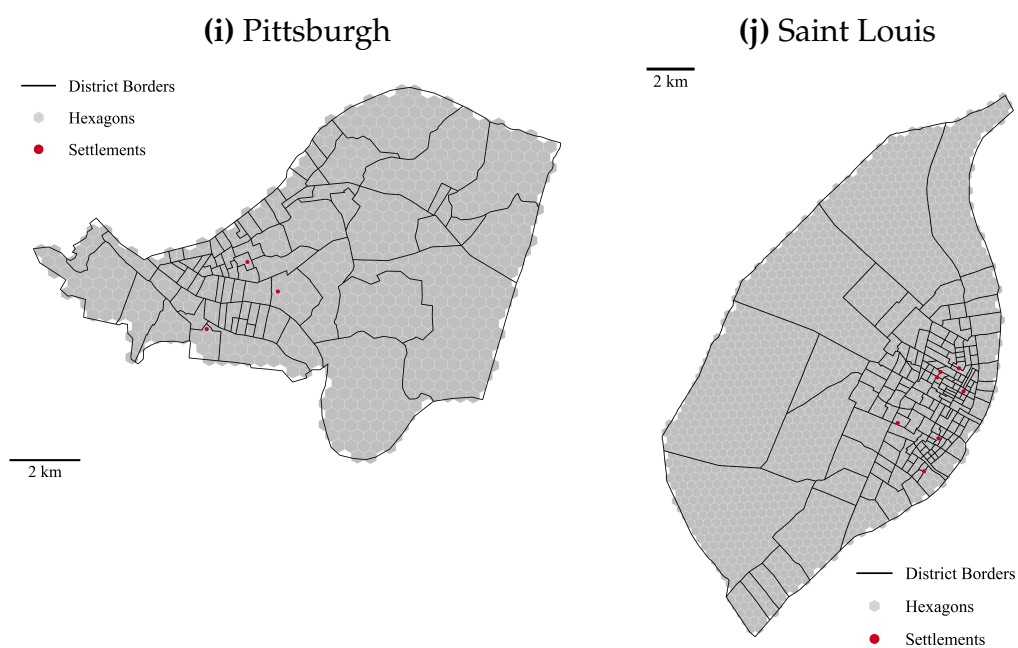 (i) Pittsburgh
District Borders
Hexagons
Settlements
2 km
(j) Saint Louis
2 km
District Borders
Hexagons
Settlements